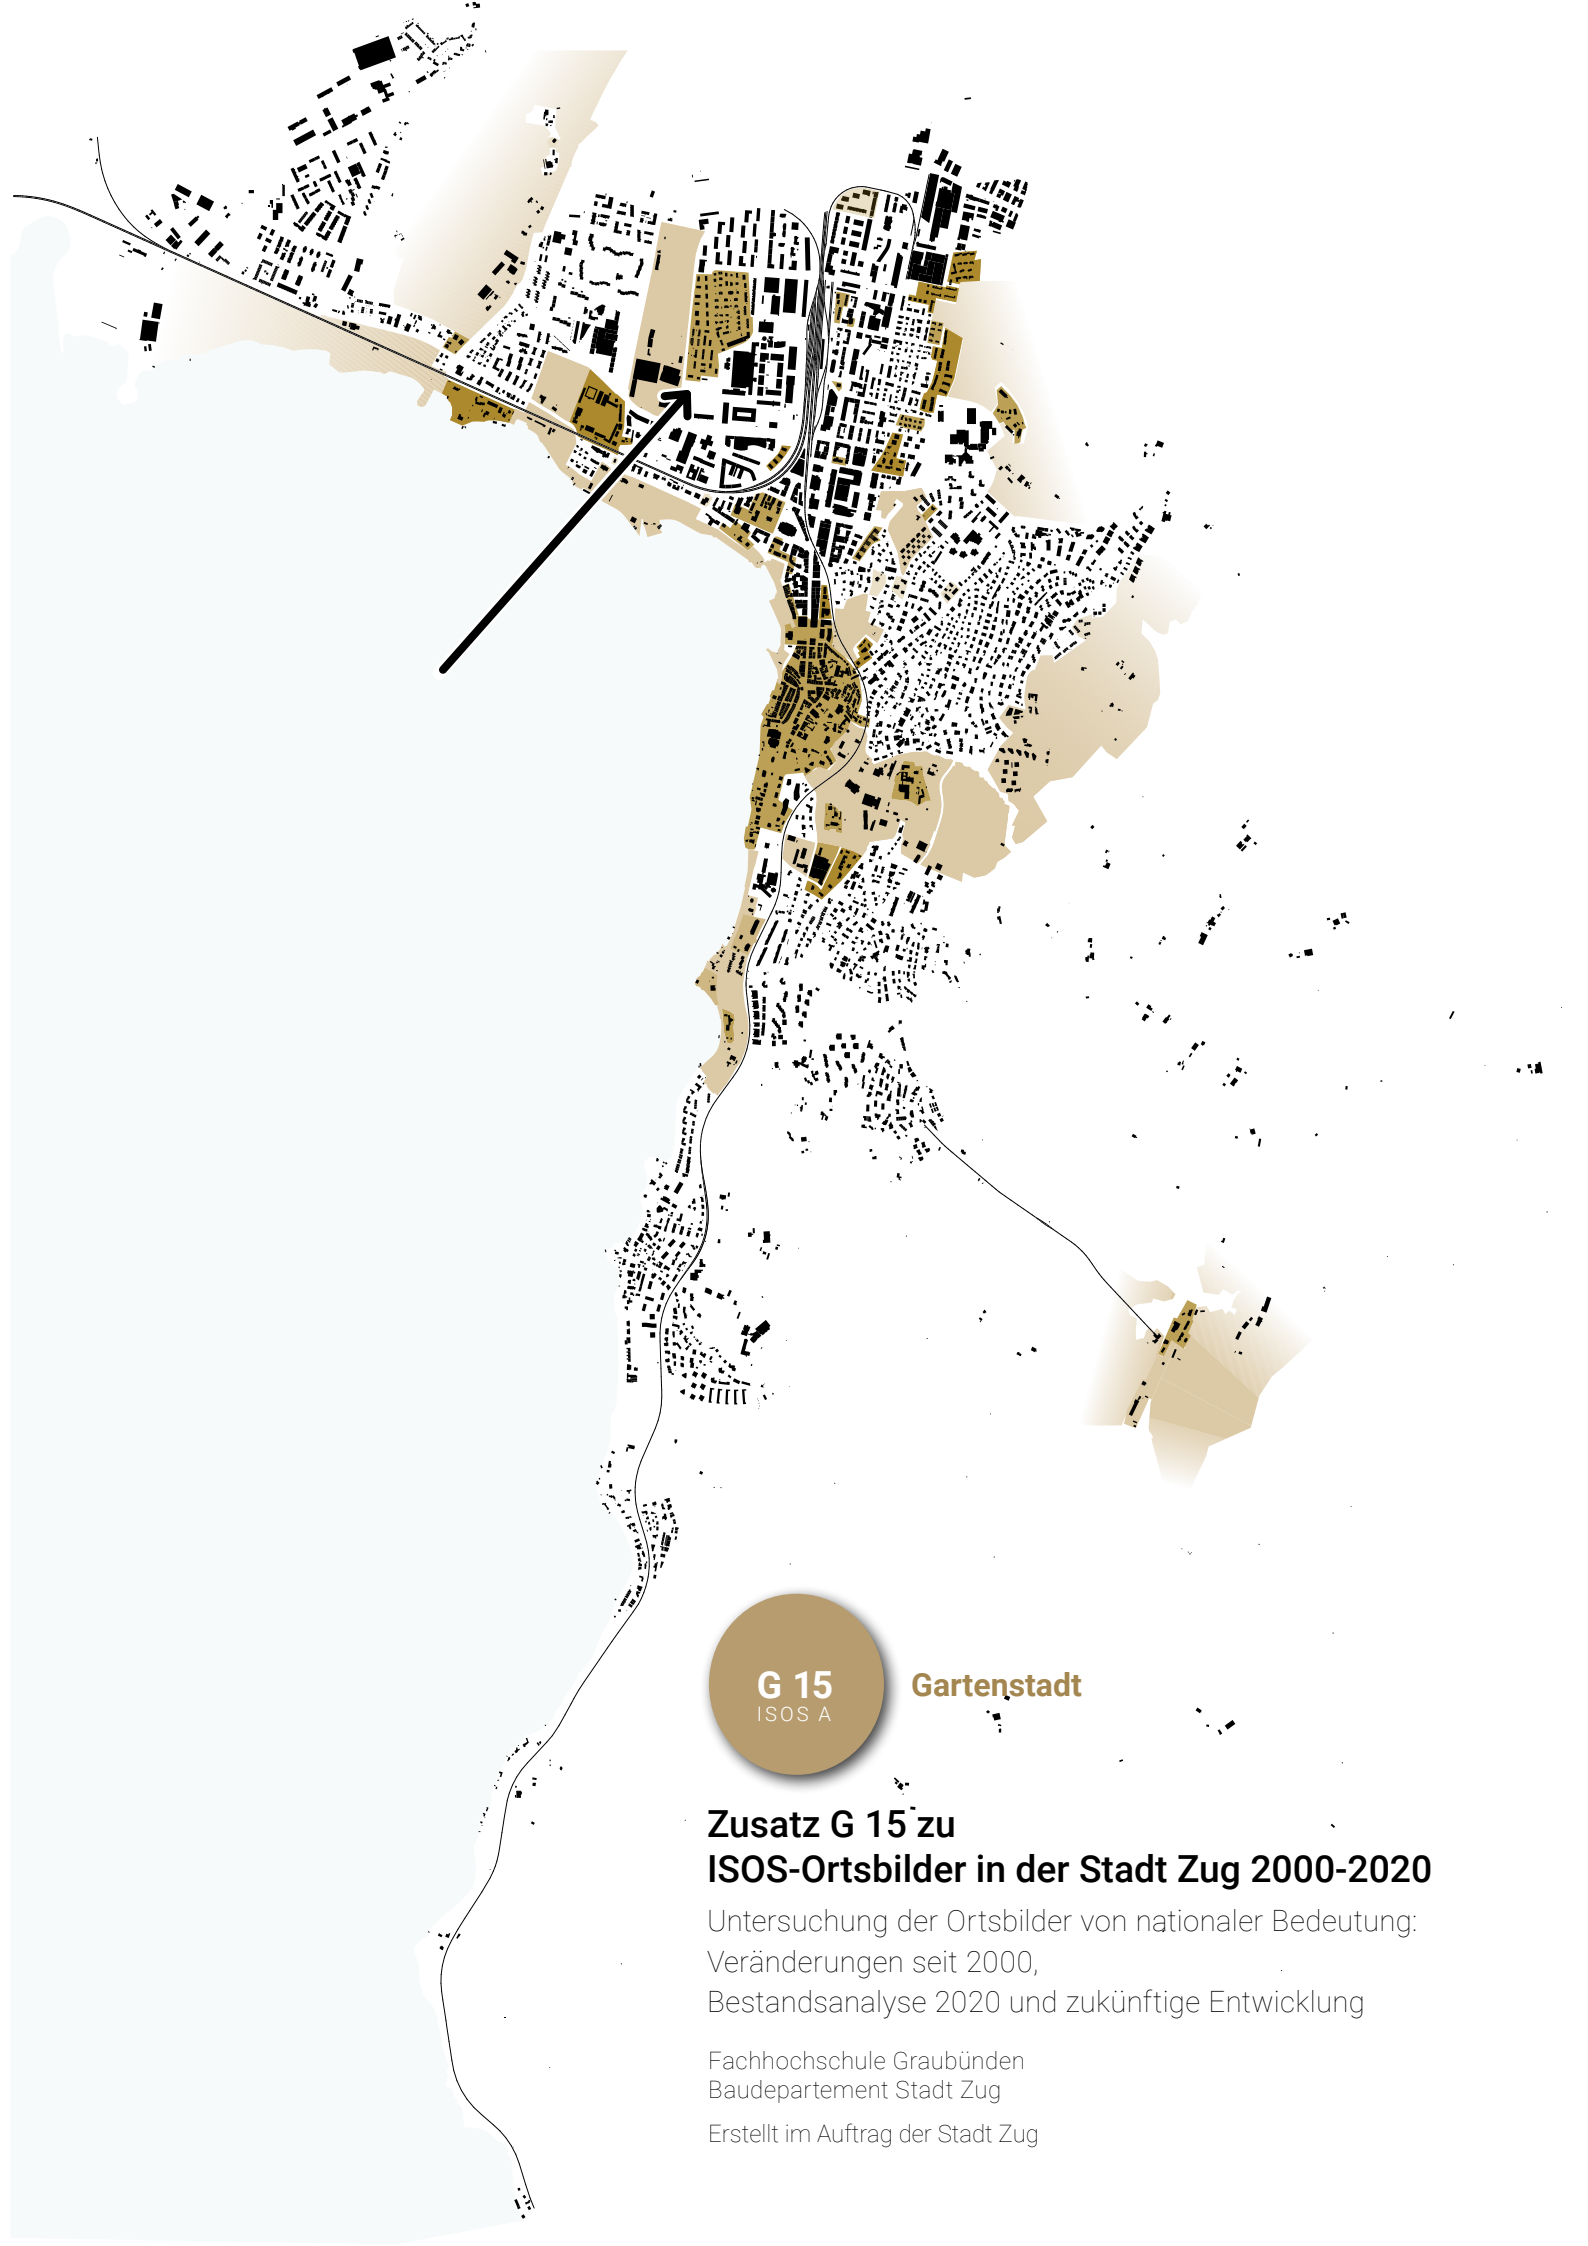 G 15
ISOS A
Gartenstadt
Zusatz G 15 zu
ISOS-Ortsbilder in der Stadt Zug 2000-2020
Untersuchung der Ortsbilder von nationaler Bedeutung:
Veränderungen seit 2000,
Bestandsanalyse 2020 und zukünftige Entwicklung
Fachhochschule Graubünden
Baudepartement Stadt Zug
Erstellt im Auftrag der Stadt Zug